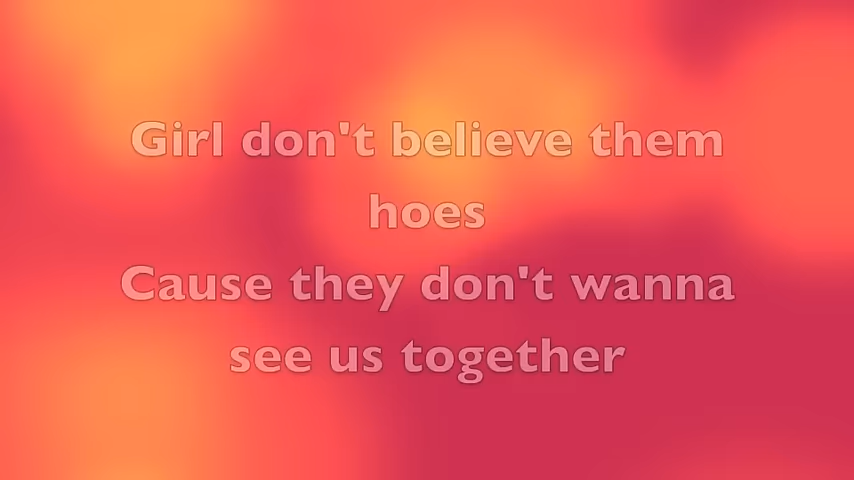 Girl don't believe them
hoes
Cause they don't wanna
see us together